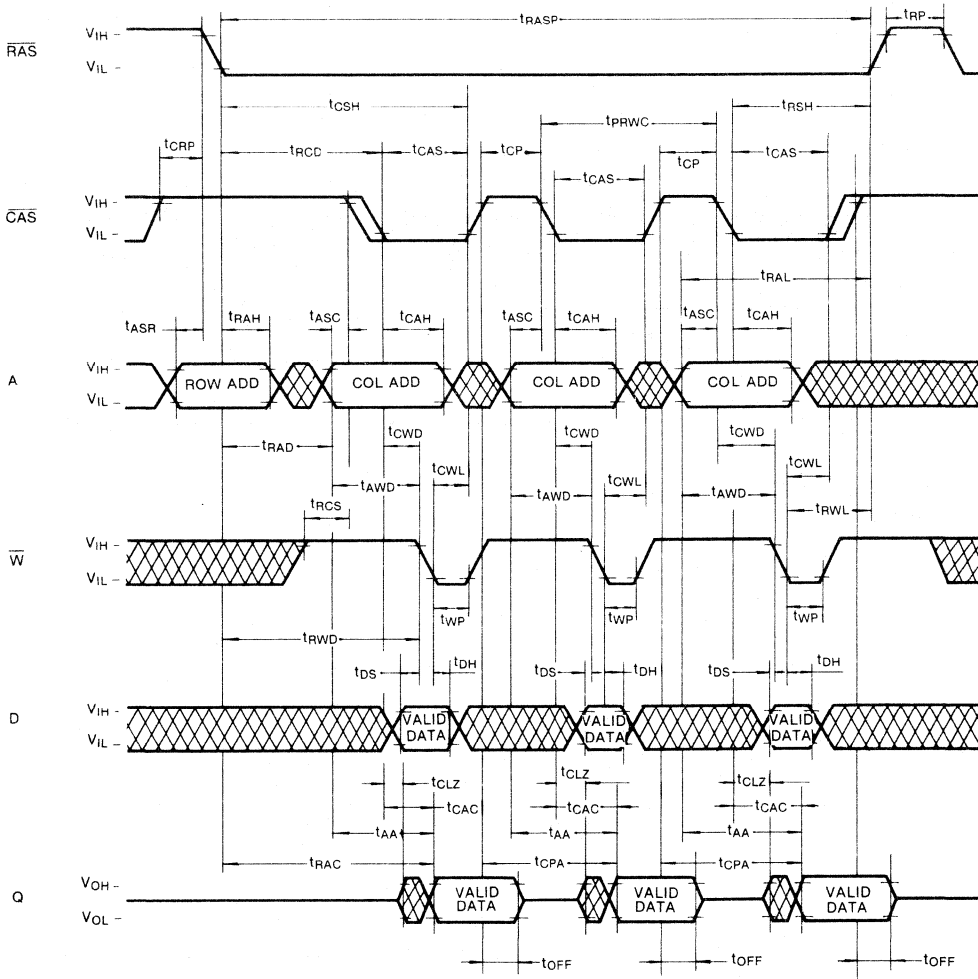 tRASP tRP
RAS VIH
VIL
tCSH tRSH
tPRWC
tCRP tRCD tCAS tCP tCP tCAS
tCAS
CAS VIH
VIL
tRAL
tASR tRAH tASC tCAH tASC tCAH tASC tCAH
A VIH ROW ADD COL ADD COL ADD COL ADD
VIL
tCWD tCWD tCWD
tRAD tCWL tCWL tCWL
tAWD tAWD tAWD
tRCS tRWL
W VIH
VIL
tWP tWP tWP
tRWD
tDS tDH tDS tDH tDS tDH
D VIH VALID DATA VALID DATA VALID DATA
VIL
tCLZ tCLZ tCLZ
tCAC tCAC tCAC
tAA tAA tAA
tRAC tCPA tCPA
Q VOH VALID DATA VALID DATA VALID DATA
VOL
tOFF tOFF tOFF